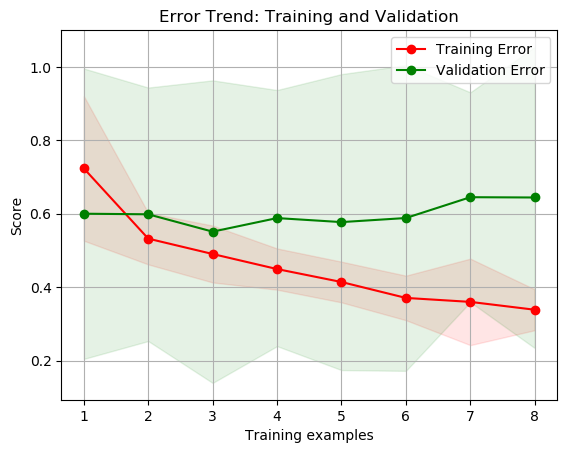 Error Trend: Training and Validation
Training Error
Validation Error
1.0
0.8
0.6
0.4
0.2
Score
1 2 3 4 5 6 7 8
Training examples